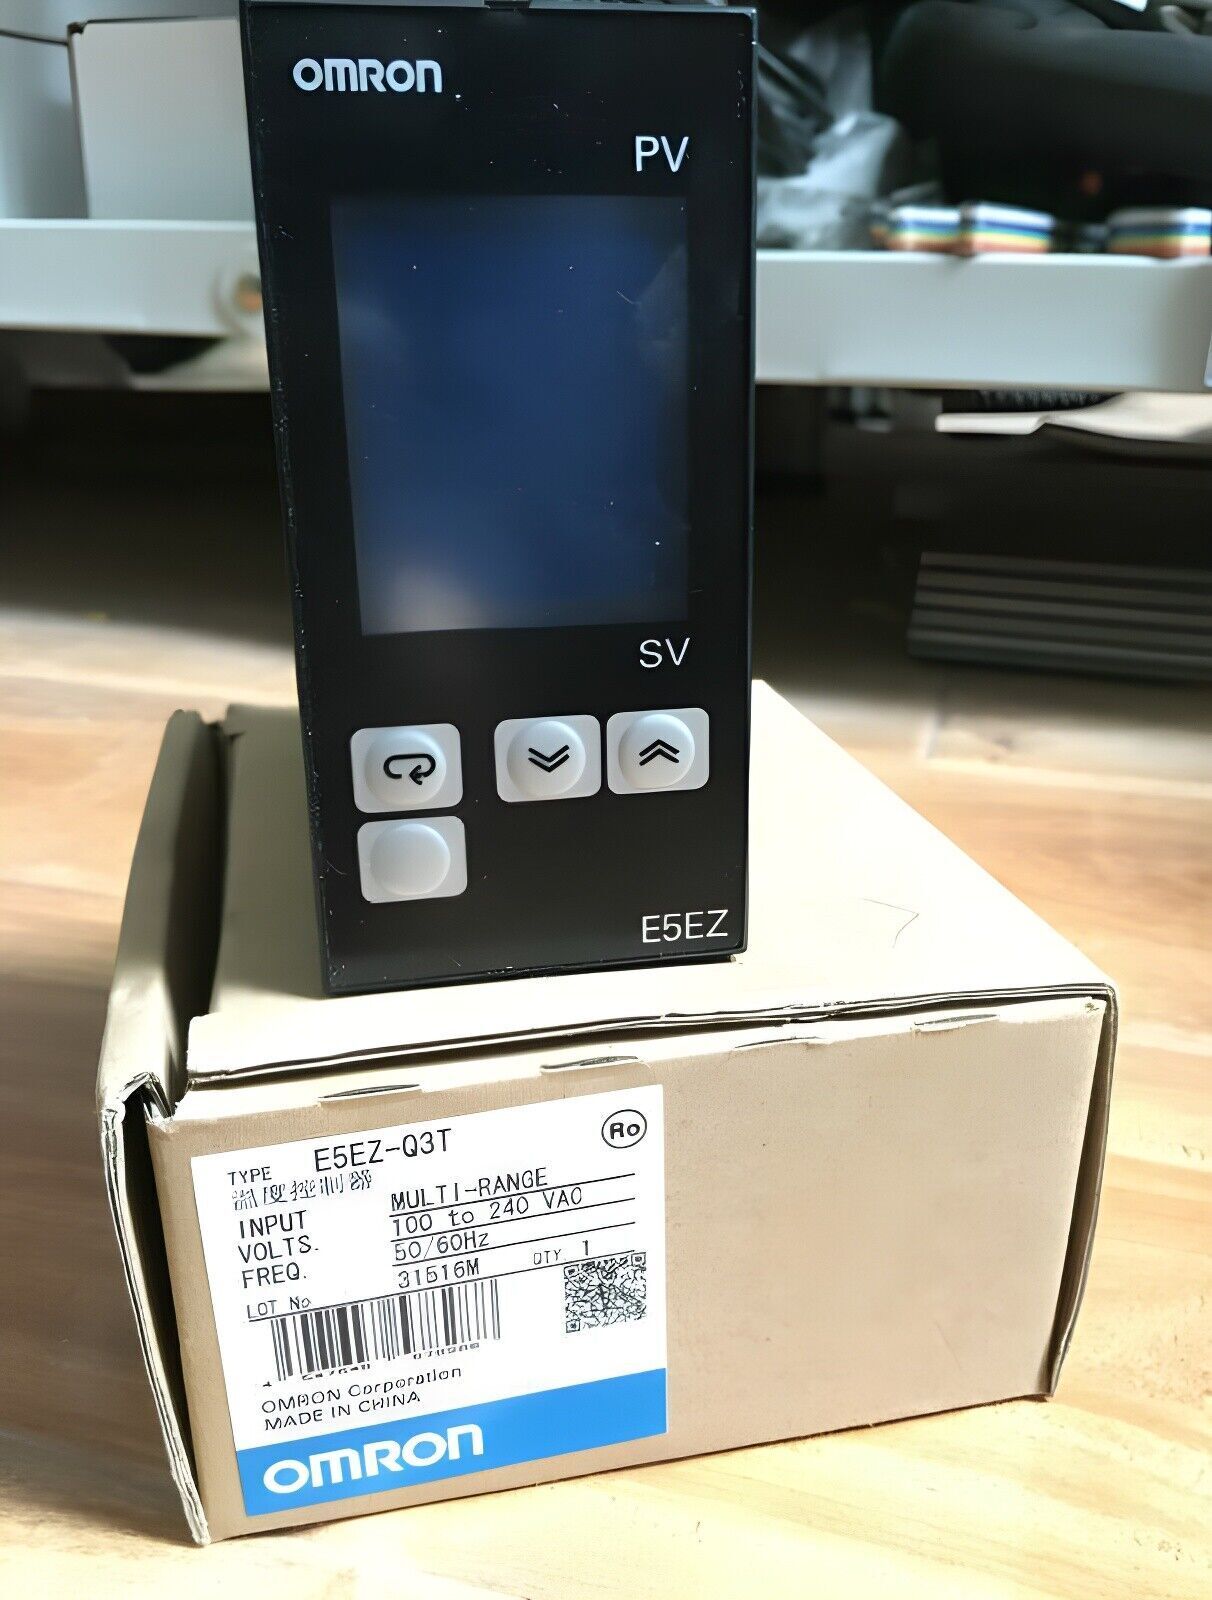 OMRON
PV
SV
E5EZ
TYPE E5EZ-Q3T
Ro
INPUT MULTI-RANGE
VOLTS. 100 to 240 VAC
FREQ. 50/60Hz
LOT No 31516M QTY. 1
OMRON Corporation
MADE IN CHINA
OMRON